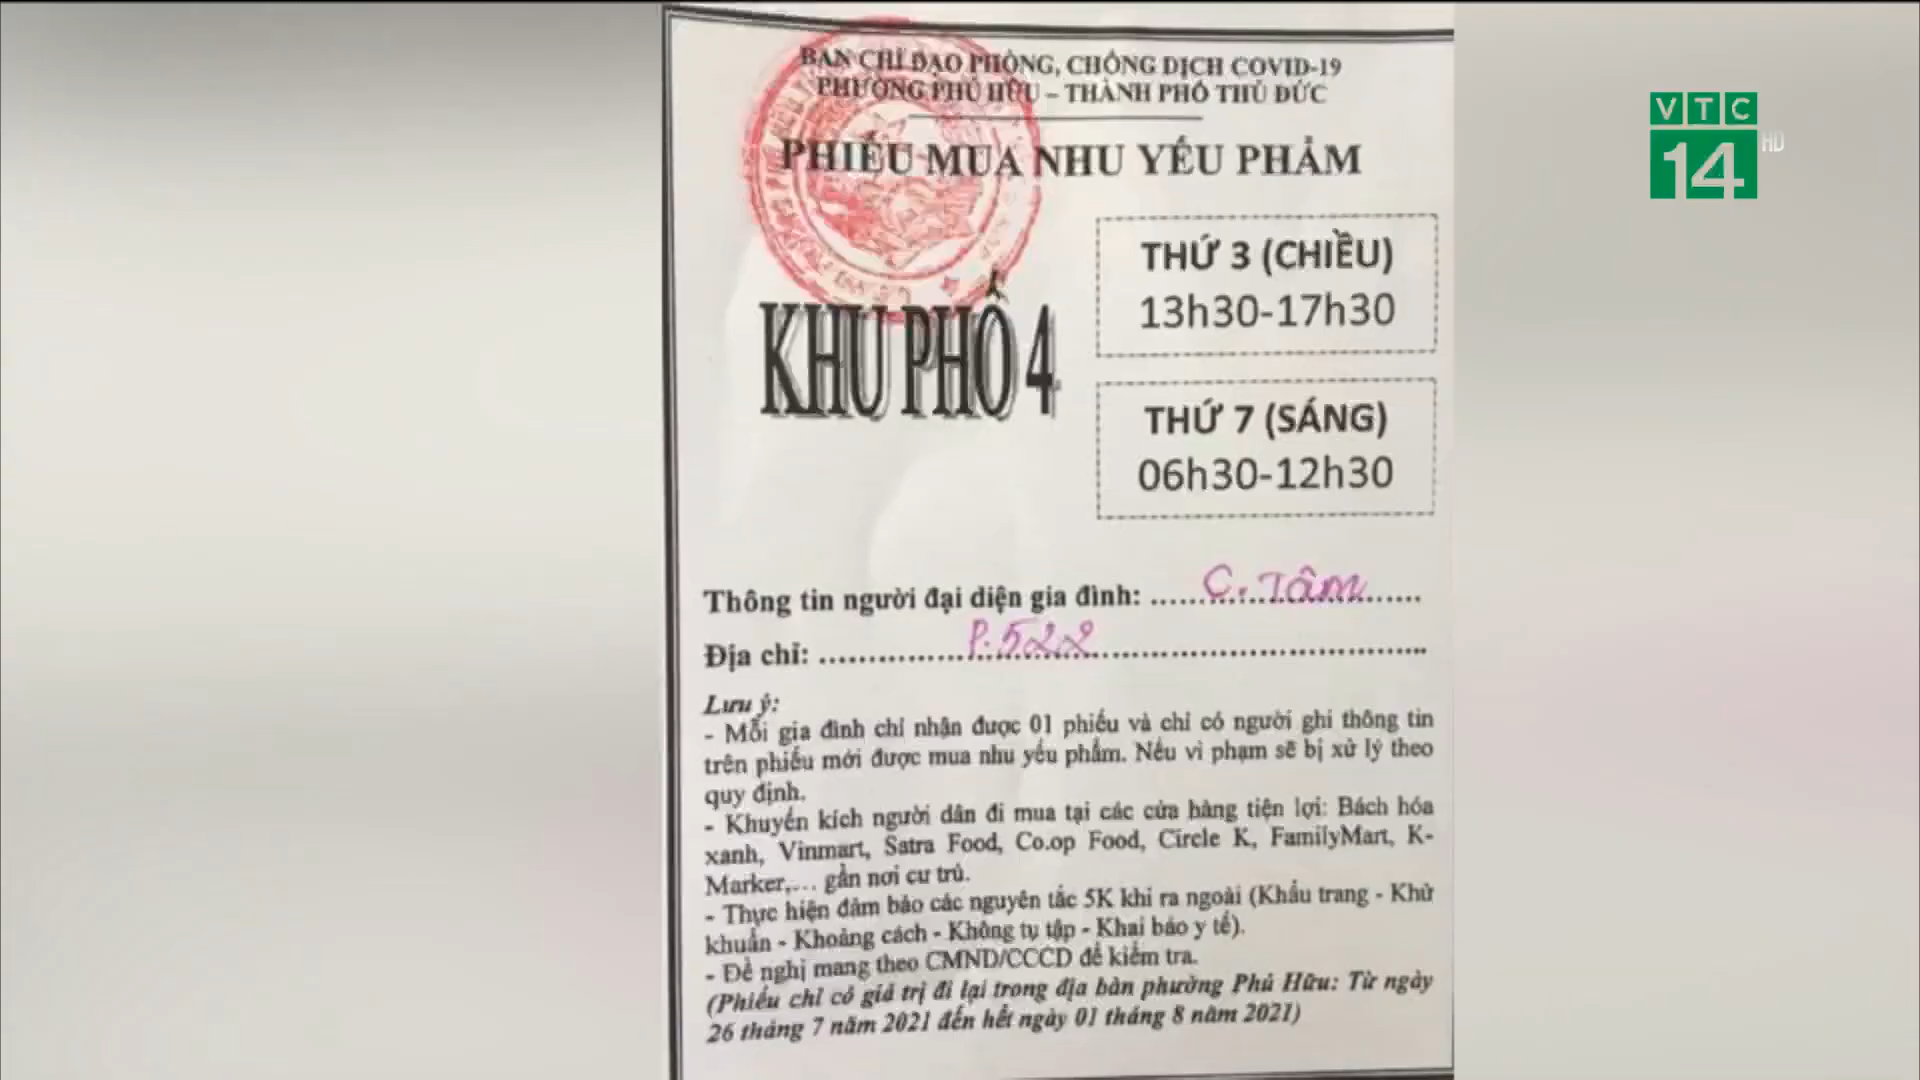 BAN CHỈ ĐẠO PHÒNG, CHỐNG DỊCH COVID-19
PHƯỜNG PHÚ HỮU – THÀNH PHỐ THỦ ĐỨC
PHIẾU MUA NHU YẾU PHẨM
VTC
14 HD
THỨ 3 (CHIỀU)
13h30-17h30
KHU PHỐ 4
THỨ 7 (SÁNG)
06h30-12h30
Thông tin người đại diện gia đình: C. Tâm
Địa chỉ: P. 522
Lưu ý:
- Mỗi gia đình chỉ nhận được 01 phiếu và chỉ có người ghi thông tin
trên phiếu mới được mua nhu yếu phẩm. Nếu vi phạm sẽ bị xử lý theo
quy định.
- Khuyến kích người dân đi mua tại các cửa hàng tiện lợi: Bách hóa
xanh, Vinmart, Satra Food, Co.op Food, Circle K, FamilyMart, K-
Marker,... gần nơi cư trú.
- Thực hiện đảm bảo các nguyên tắc 5K khi ra ngoài (Khẩu trang - Khử
khuẩn - Khoảng cách - Không tụ tập - Khai báo y tế).
- Đề nghị mang theo CMND/CCCD để kiểm tra.
(Phiếu chỉ có giá trị đi lại trong địa bàn phường Phú Hữu: Từ ngày
26 tháng 7 năm 2021 đến hết ngày 01 tháng 8 năm 2021)